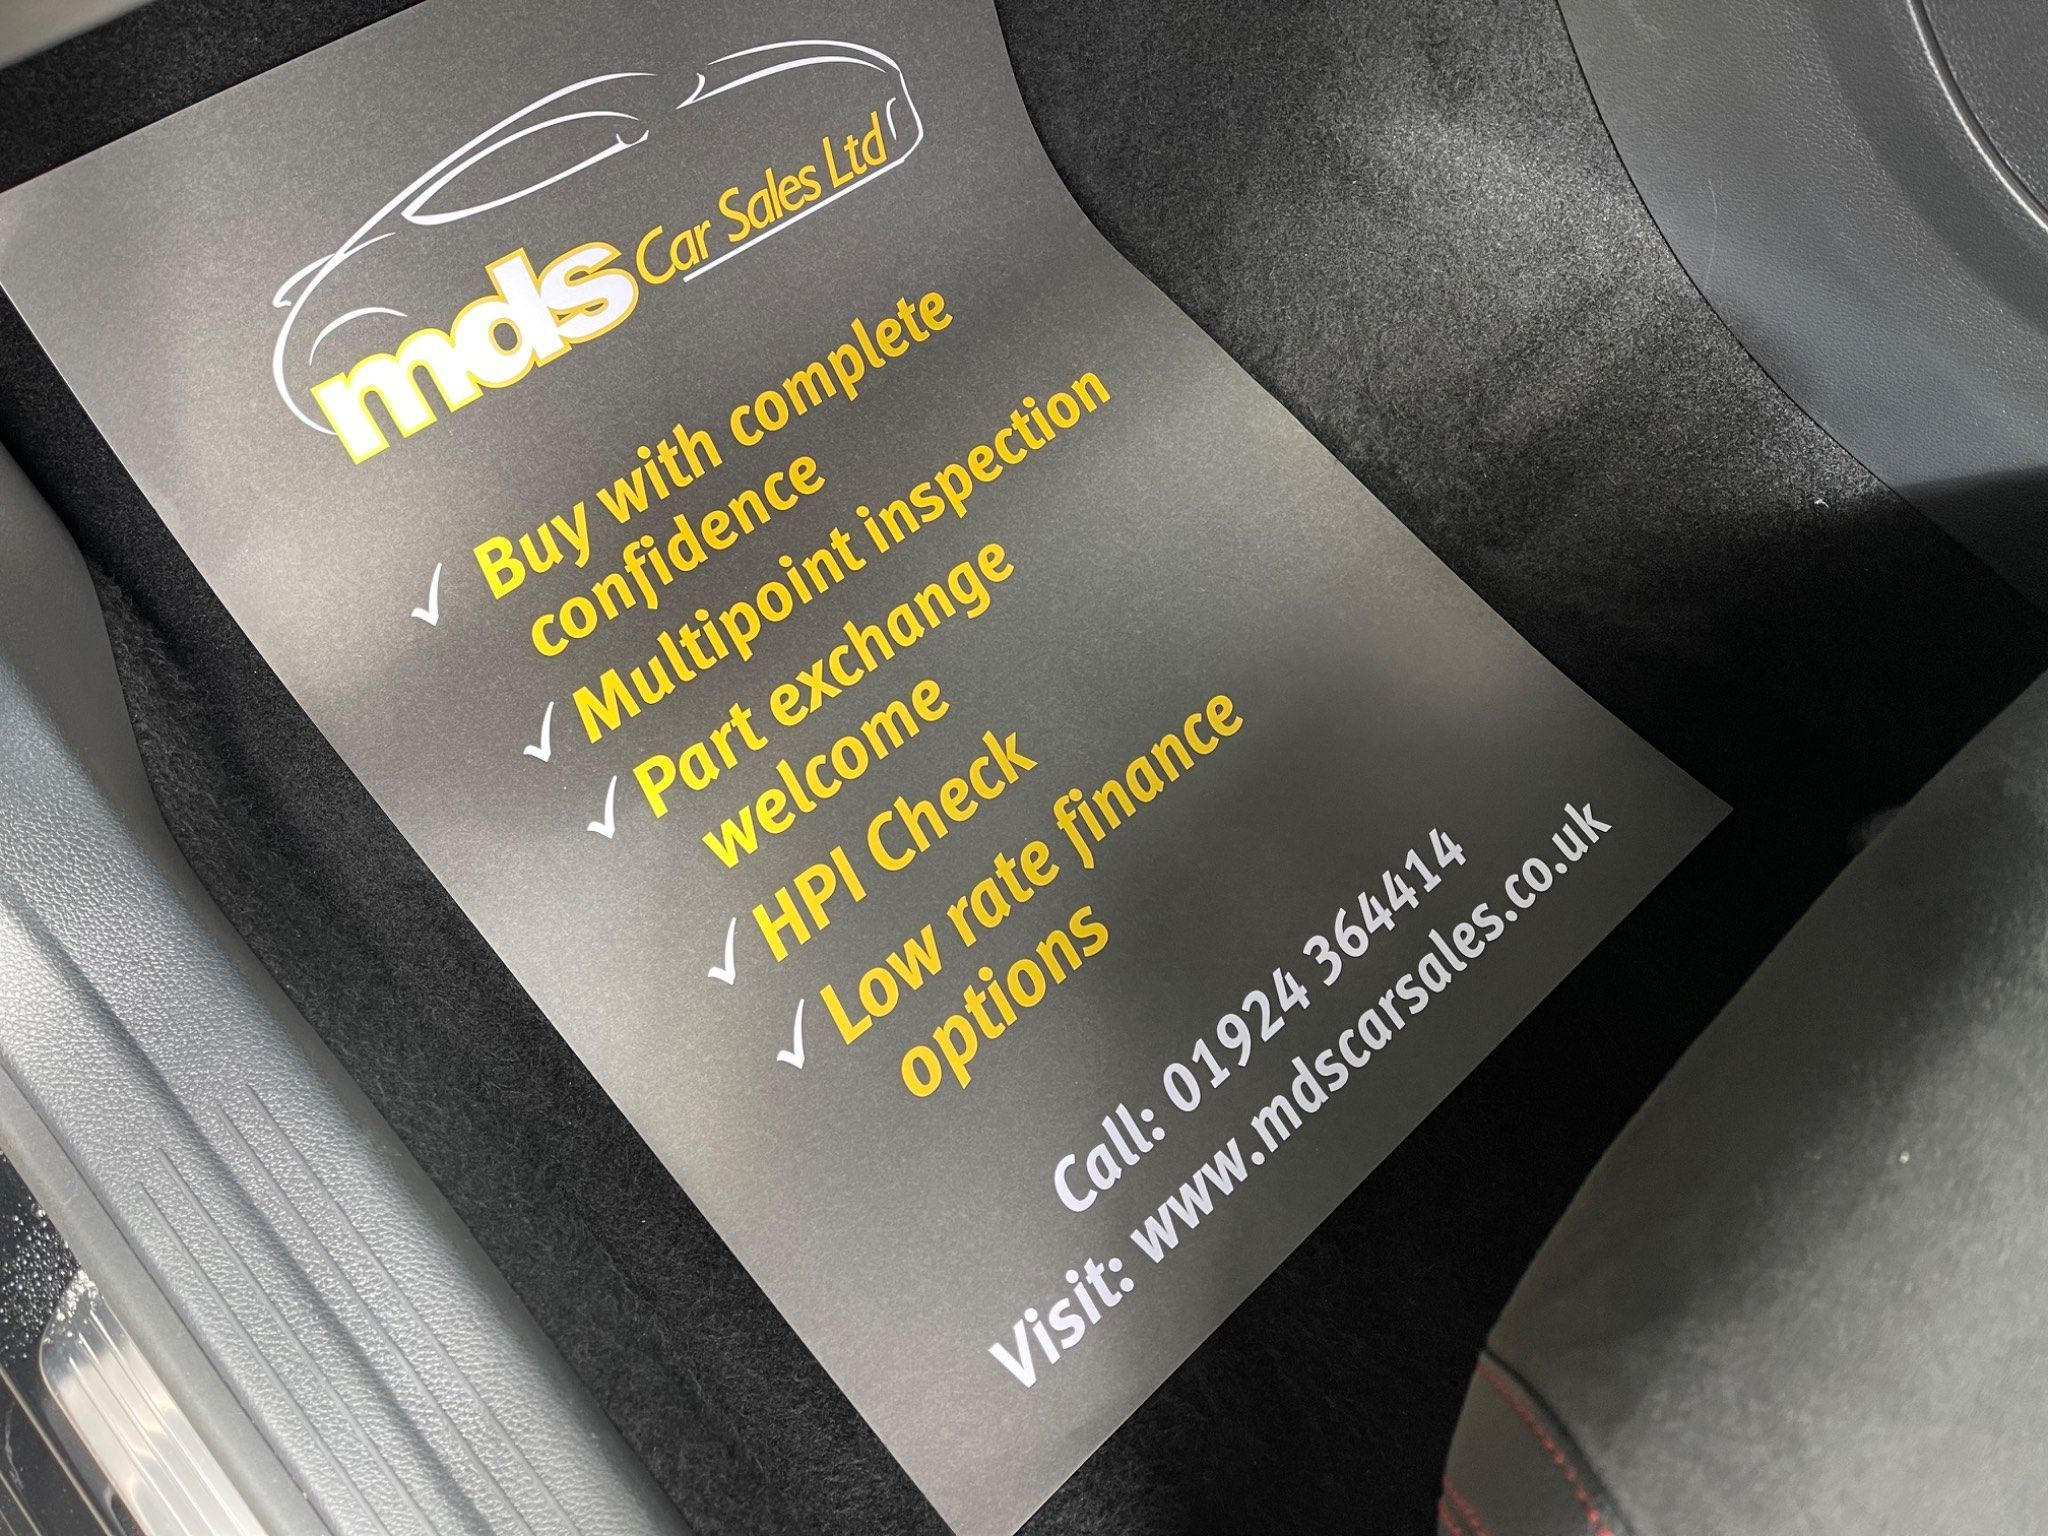 mds Car Sales Ltd
✓ Buy with complete
confidence
✓ Multipoint inspection
✓ Part exchange
welcome
✓ HPI Check
✓ Low rate finance
options
Call: 01924 364414
Visit: www.mdscarsales.co.uk